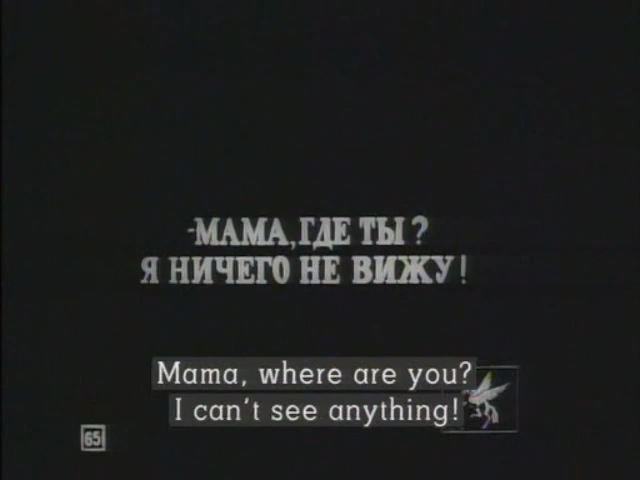 -МАМА,ГДЕ ТЫ?
Я НИЧЕГО НЕ ВИЖУ!
Mama, where are you?
I can't see anything!
65